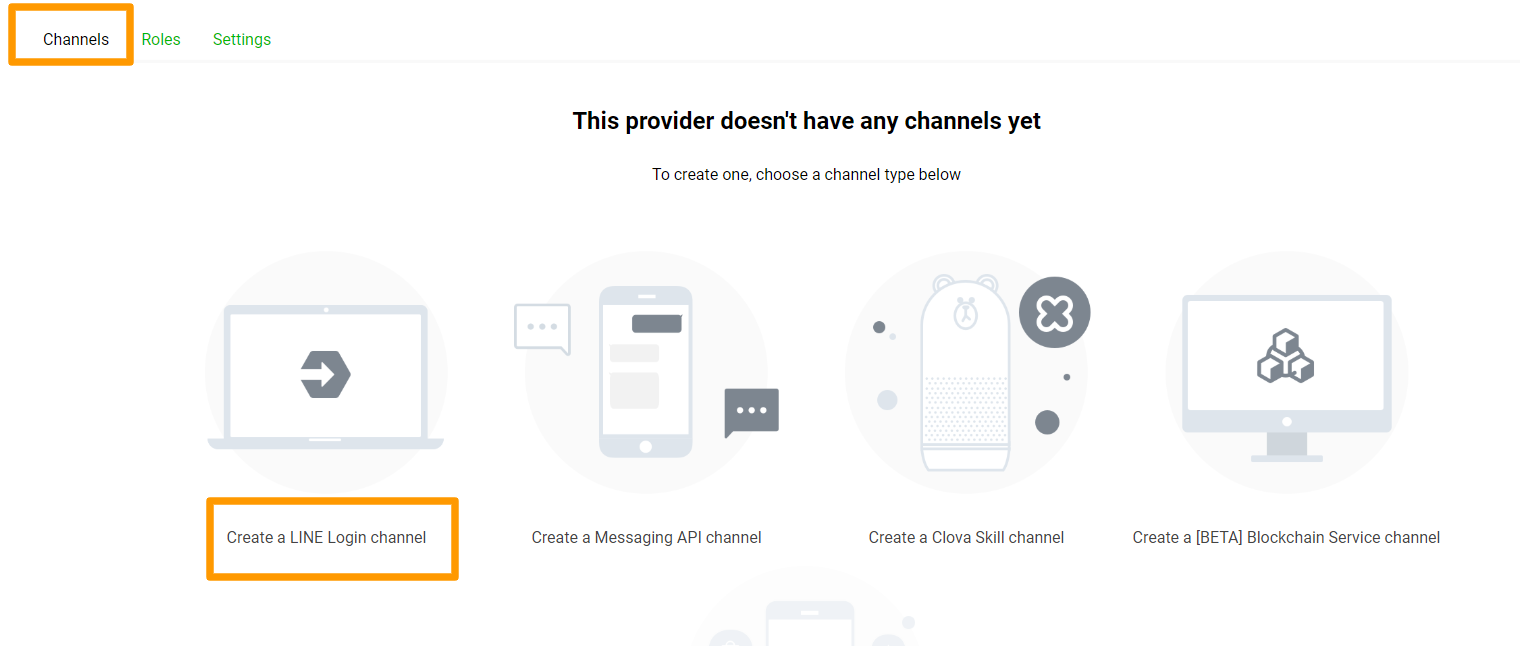 Channels
Roles
Settings
This provider doesn't have any channels yet
To create one, choose a channel type below
Create a LINE Login channel
Create a Messaging API channel
Create a Clova Skill channel
Create a [BETA] Blockchain Service channel